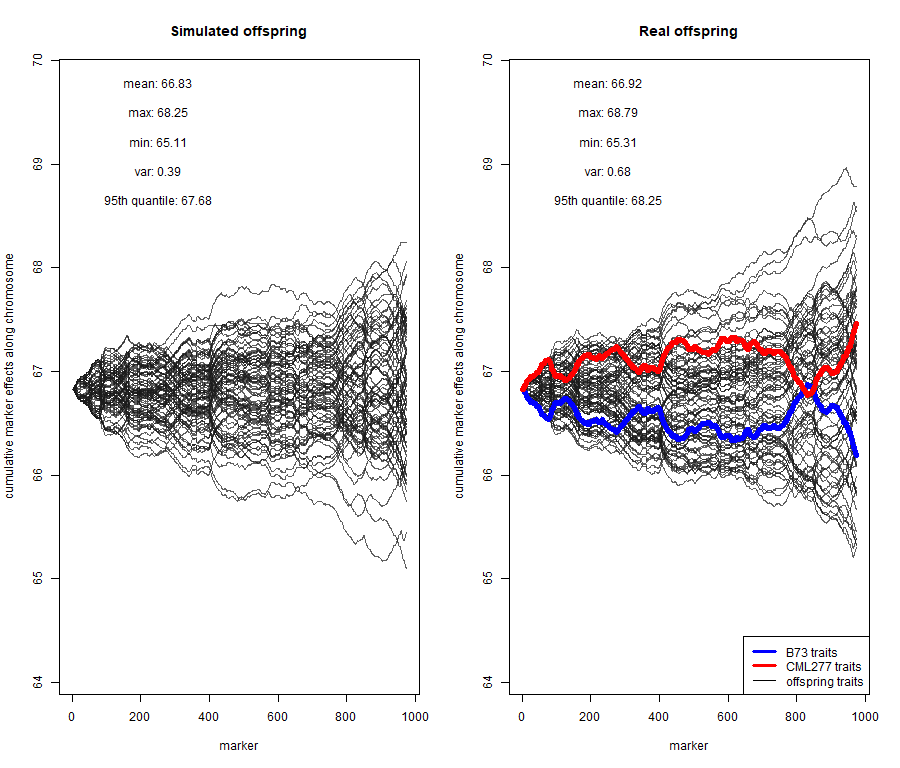 Simulated offspring
70
69
68
67
66
65
64
cumulative marker effects along chromosome
mean: 66.83
max: 68.25
min: 65.11
var: 0.39
95th quantile: 67.68
0 200 400 600 800 1000
marker
Real offspring
70
69
68
67
66
65
64
cumulative marker effects along chromosome
mean: 66.92
max: 68.79
min: 65.31
var: 0.68
95th quantile: 68.25
B73 traits
CML277 traits
offspring traits
0 200 400 600 800 1000
marker